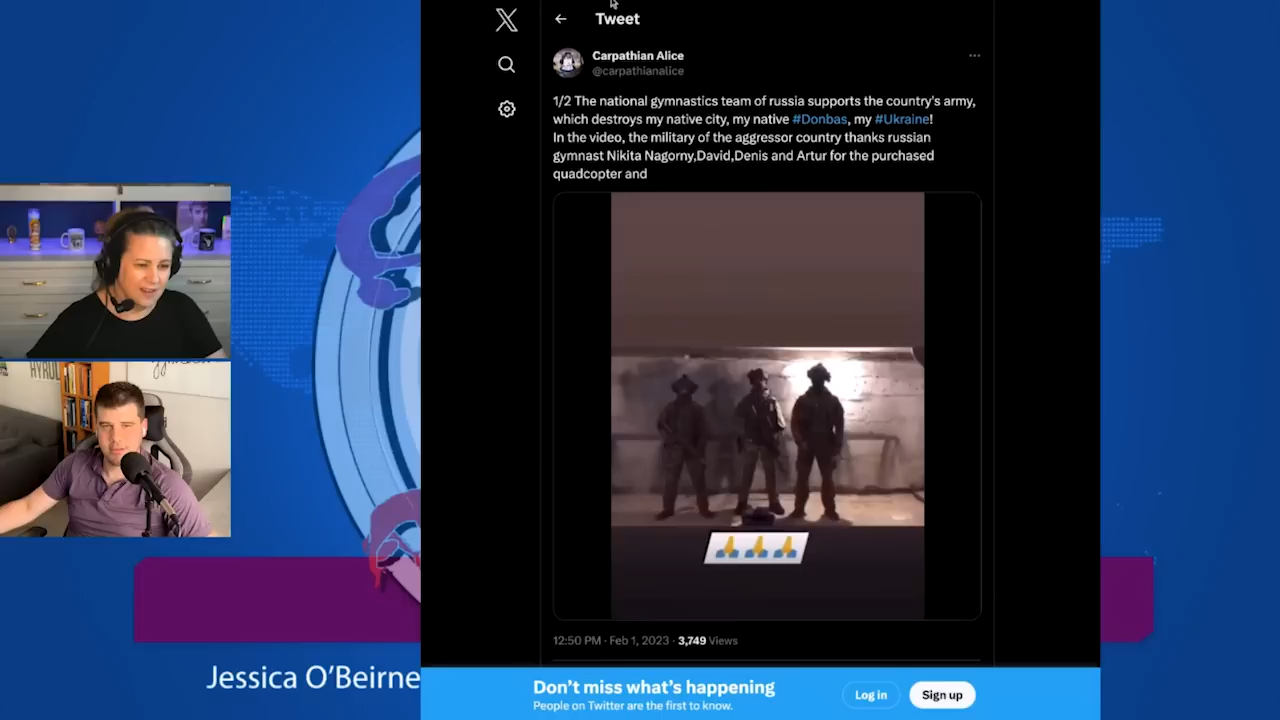 Tweet
Carpathian Alice
@carpathianalice
1/2 The national gymnastics team of russia supports the country's army,
which destroys my native city, my native #Donbas, my #Ukraine!
In the video, the military of the aggressor country thanks russian
gymnast Nikita Nagorny,David,Denis and Artur for the purchased
quadcopter and
12:50 PM · Feb 1, 2023 · 3,749 Views
Jessica O'Beirne
Don't miss what's happening
People on Twitter are the first to know.
Log in
Sign up